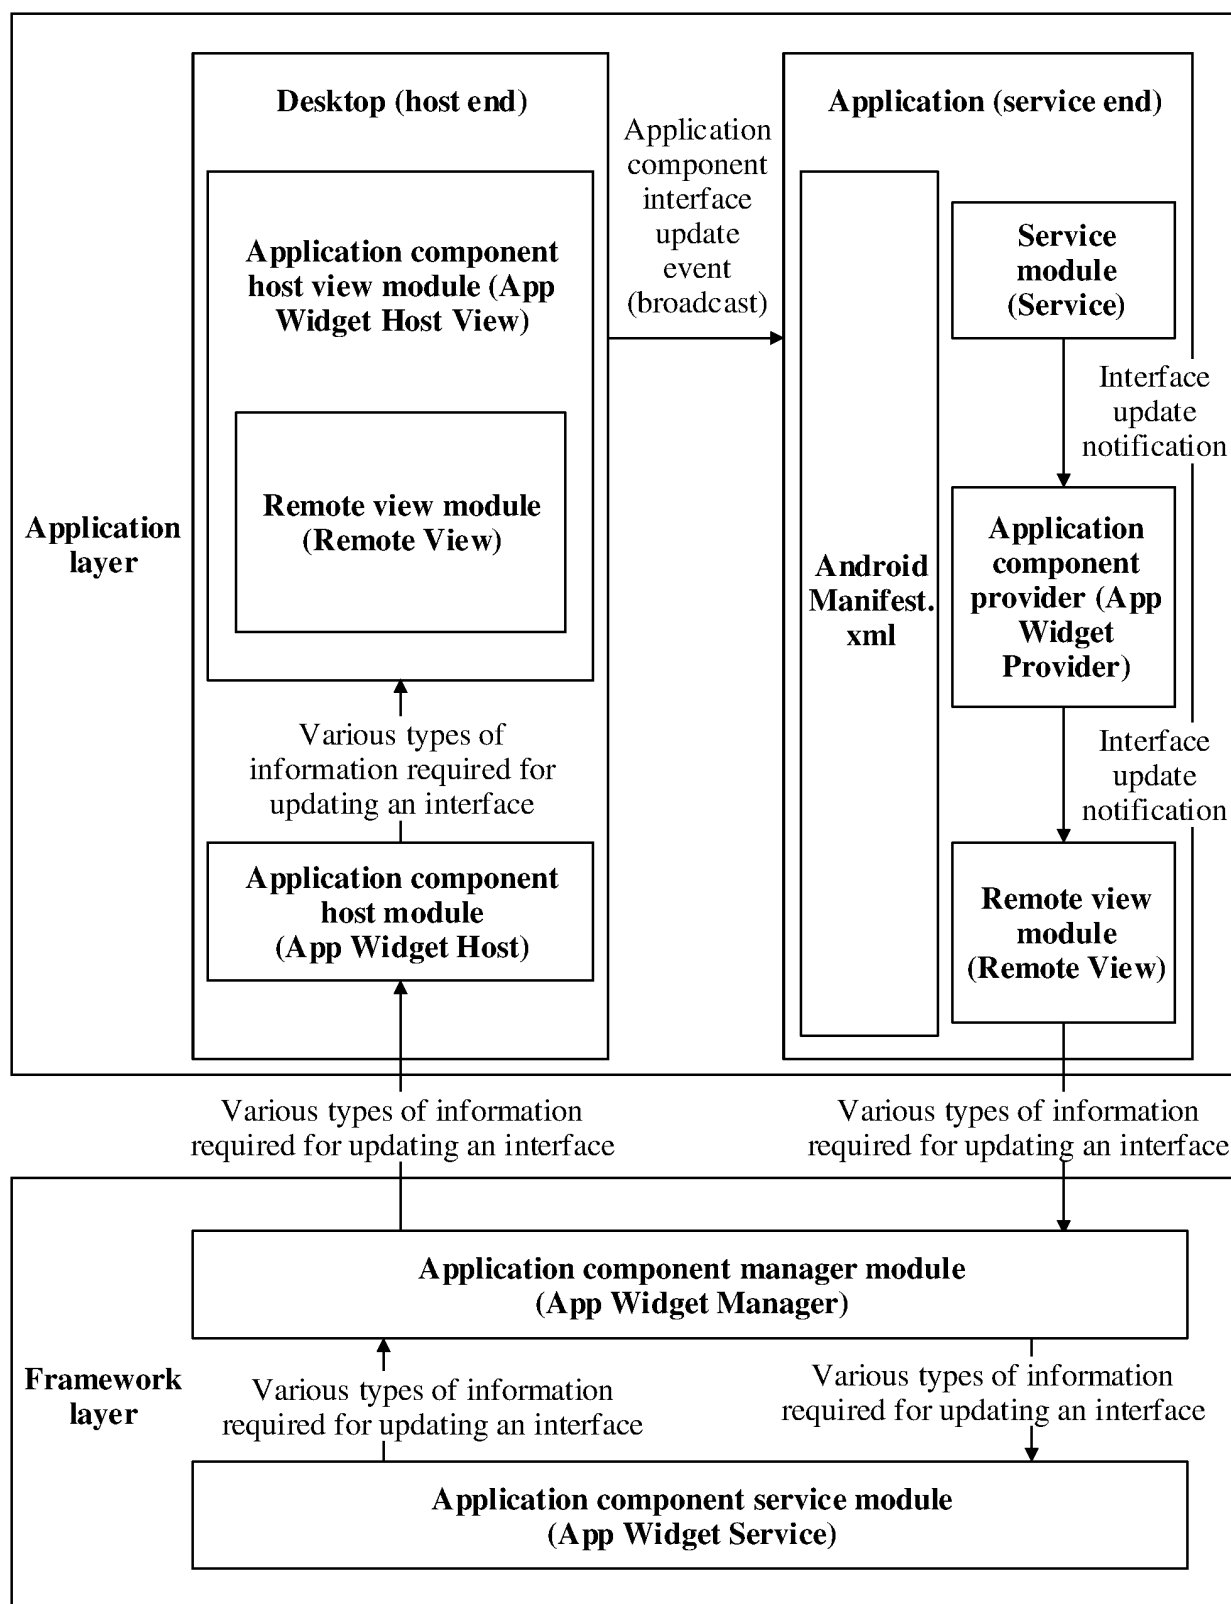 Desktop (host end)
Application component
host view module (App
Widget Host View)
Remote view module
(Remote View)
Various types of
information required for
updating an interface
Application component
host module
(App Widget Host)
Application
component
interface
update
event
(broadcast)
Application (service end)
Android
Manifest.
xml
Service
module
(Service)
Interface
update
notification
Application
component
provider (App
Widget
Provider)
Interface
update
notification
Remote view
module
(Remote View)
Application
layer
Various types of information
required for updating an interface
Various types of information
required for updating an interface
Application component manager module
(App Widget Manager)
Framework
layer
Various types of information
required for updating an interface
Various types of information
required for updating an interface
Application component service module
(App Widget Service)